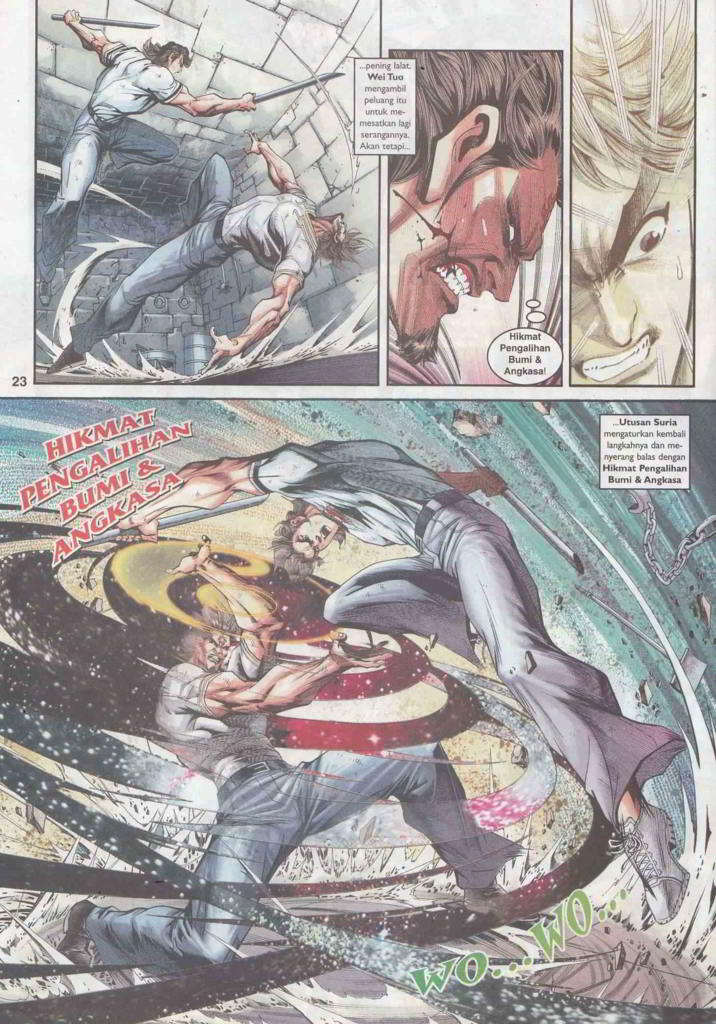 ...pening lalat.
Wei Tuo
mengambil
peluang itu
untuk me-
mesatkan lagi
serangannya.
Akan tetapi...
Hikmat
Pengalihan
Bumi &
Angkasa!
23
HIKMAT
PENGALIHAN
BUMI &
ANGKASA
...Utusan Suria
mengaturkan kembali
langkahnya dan me-
nyerang balas dengan
Hikmat Pengalihan
Bumi & Angkasa
WO...WO...